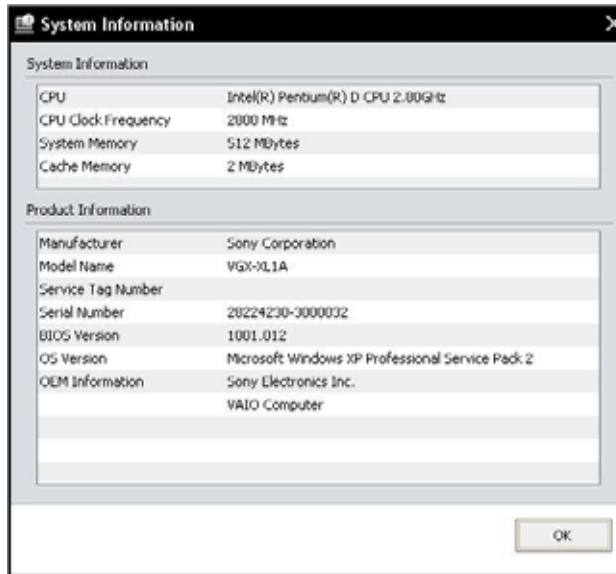 System Information
System Information
CPU Intel(R) Pentium(R) D CPU 2.80GHz
CPU Clock Frequency 2800 MHz
System Memory 512 MBytes
Cache Memory 2 MBytes
Product Information
Manufacturer Sony Corporation
Model Name VGX-XL1A
Service Tag Number
Serial Number 28224230-3000032
BIOS Version 1001.012
OS Version Microsoft Windows XP Professional Service Pack 2
OEM Information Sony Electronics Inc.
VAIO Computer
OK